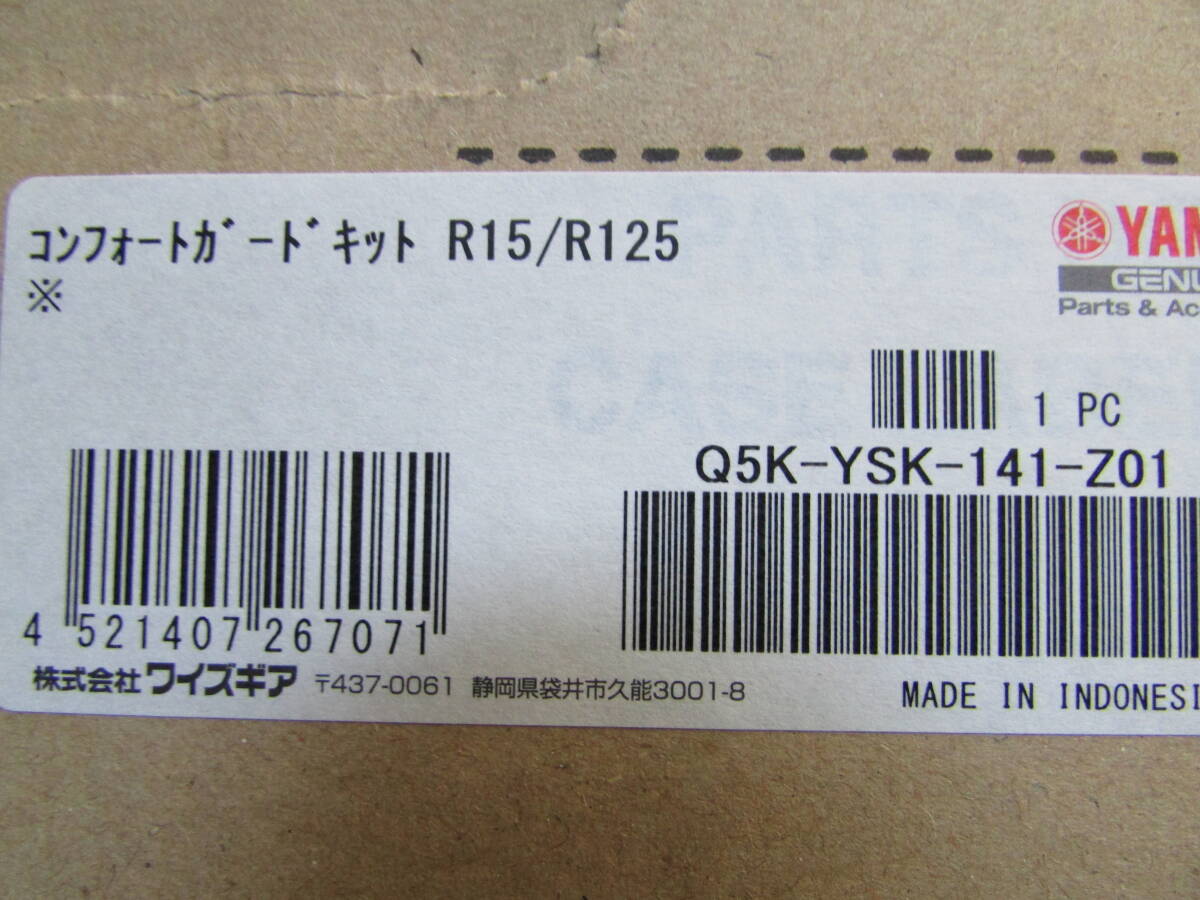 コンフォートガードキット R15/R125
※
YAM
GENU
Parts & Ac
1 PC
Q5K-YSK-141-Z01
4 521407 267071
株式会社ワイズギア 〒437-0061 静岡県袋井市久能3001-8
MADE IN INDONESI